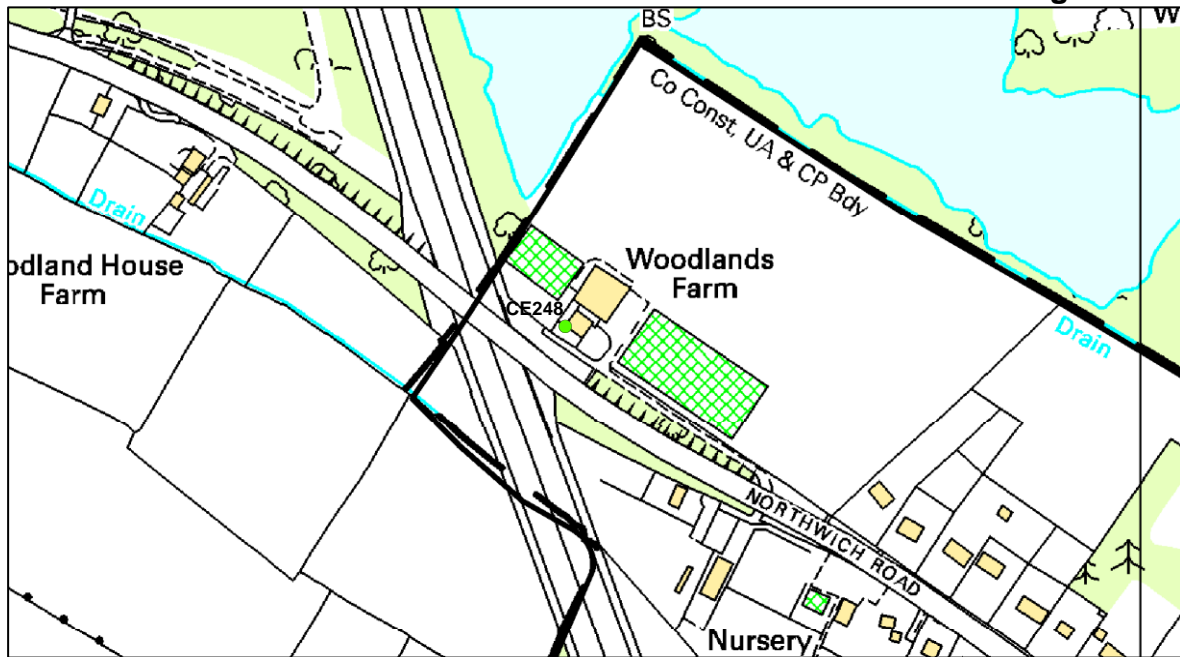 BS
Co Const, UA & CP Bdy
Drain
Woodlands
Farm
odland House
Farm
CE248
Drain
NORTHWICH ROAD
Nursery